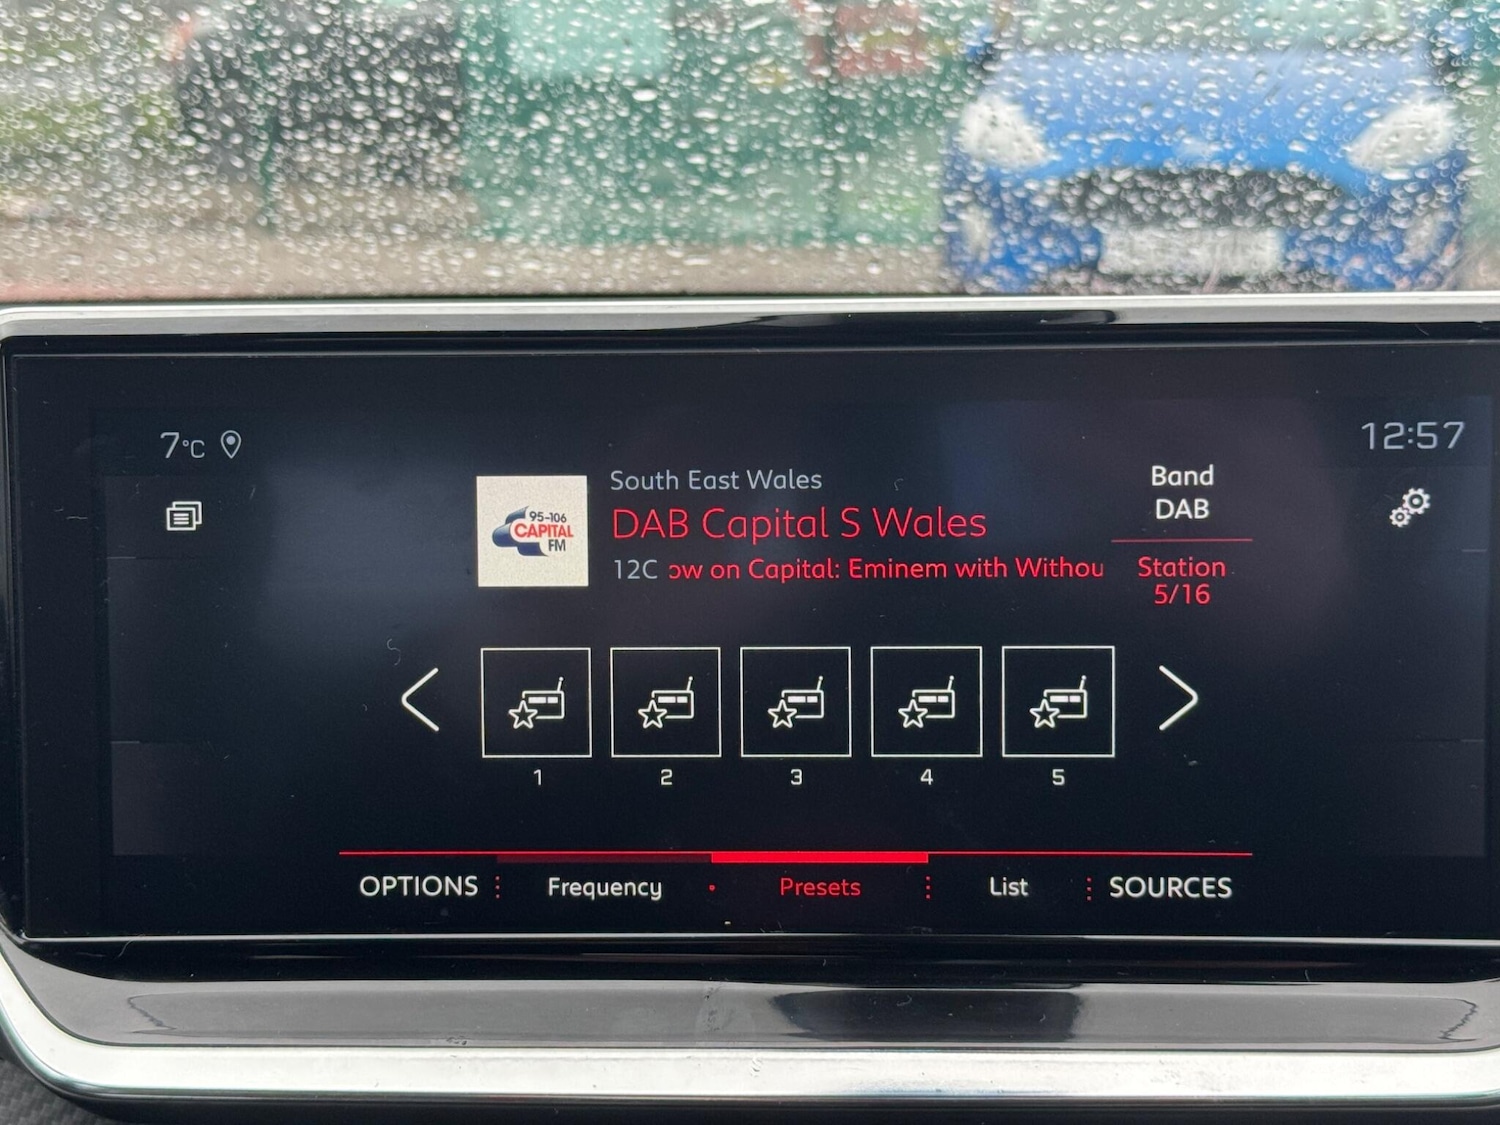 7°C
12:57
South East Wales
DAB Capital S Wales
12C ow on Capital: Eminem with Withou
95-106
CAPITAL
FM
Band
DAB
Station
5/16
1 2 3 4 5
OPTIONS Frequency Presets List SOURCES